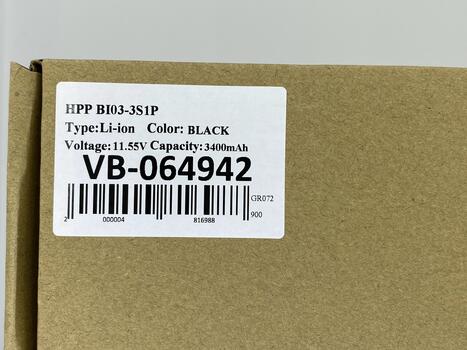 HPP BI03-3S1P
Type:Li-ion Color: BLACK
Voltage: 11.55V Capacity: 3400mAh
VB-064942
GR072
900
2 000004 816988